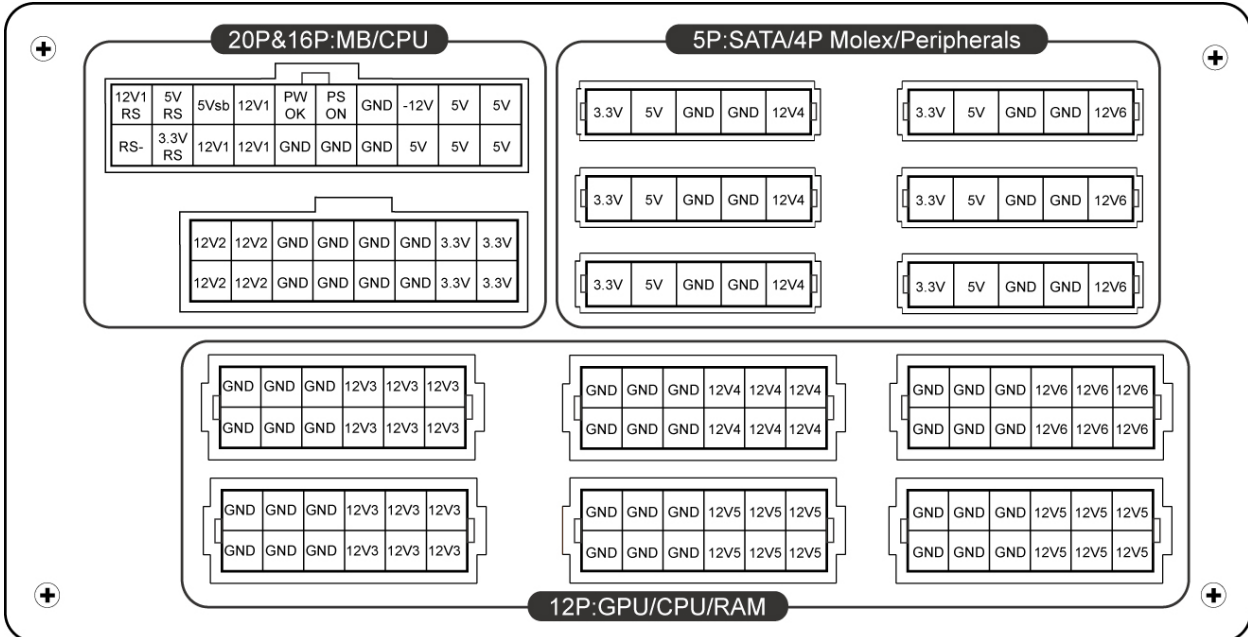 20P&16P:MB/CPU
12V1 RS 5V RS 5Vsb 12V1 PW OK PS ON GND -12V 5V 5V
RS- 3.3V RS 12V1 12V1 GND GND GND 5V 5V 5V
12V2 12V2 GND GND GND GND 3.3V 3.3V
12V2 12V2 GND GND GND GND 3.3V 3.3V
5P:SATA/4P Molex/Peripherals
3.3V 5V GND GND 12V4
3.3V 5V GND GND 12V6
3.3V 5V GND GND 12V4
3.3V 5V GND GND 12V6
3.3V 5V GND GND 12V4
3.3V 5V GND GND 12V6
GND GND GND 12V3 12V3 12V3
GND GND GND 12V3 12V3 12V3
GND GND GND 12V4 12V4 12V4
GND GND GND 12V4 12V4 12V4
GND GND GND 12V6 12V6 12V6
GND GND GND 12V6 12V6 12V6
GND GND GND 12V3 12V3 12V3
GND GND GND 12V3 12V3 12V3
GND GND GND 12V5 12V5 12V5
GND GND GND 12V5 12V5 12V5
GND GND GND 12V5 12V5 12V5
GND GND GND 12V5 12V5 12V5
12P:GPU/CPU/RAM